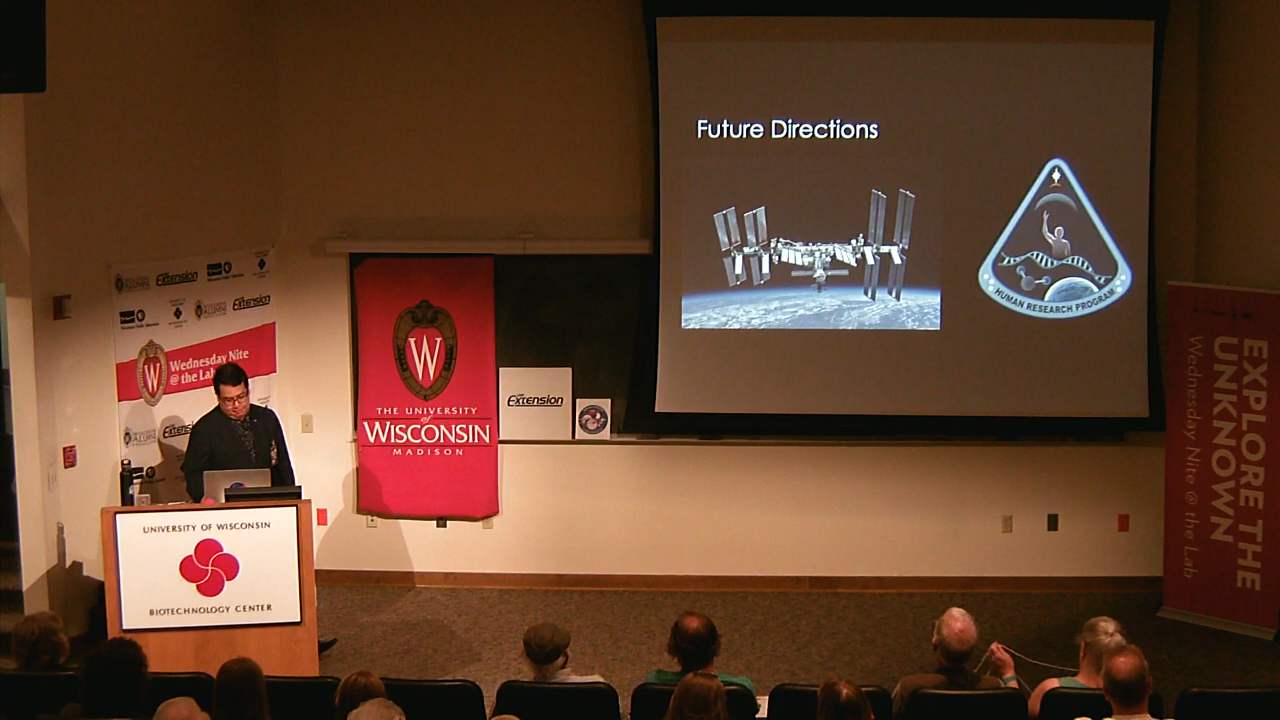 Future Directions
HUMAN RESEARCH PROGRAM
Extension
Extension
Wednesday Nite
@ the Lab
W
THE UNIVERSITY
of
WISCONSIN
MADISON
Extension
UNIVERSITY OF WISCONSIN
BIOTECHNOLOGY CENTER
EXPLORE THE
UNKNOWN
Wednesday Nite @ the Lab